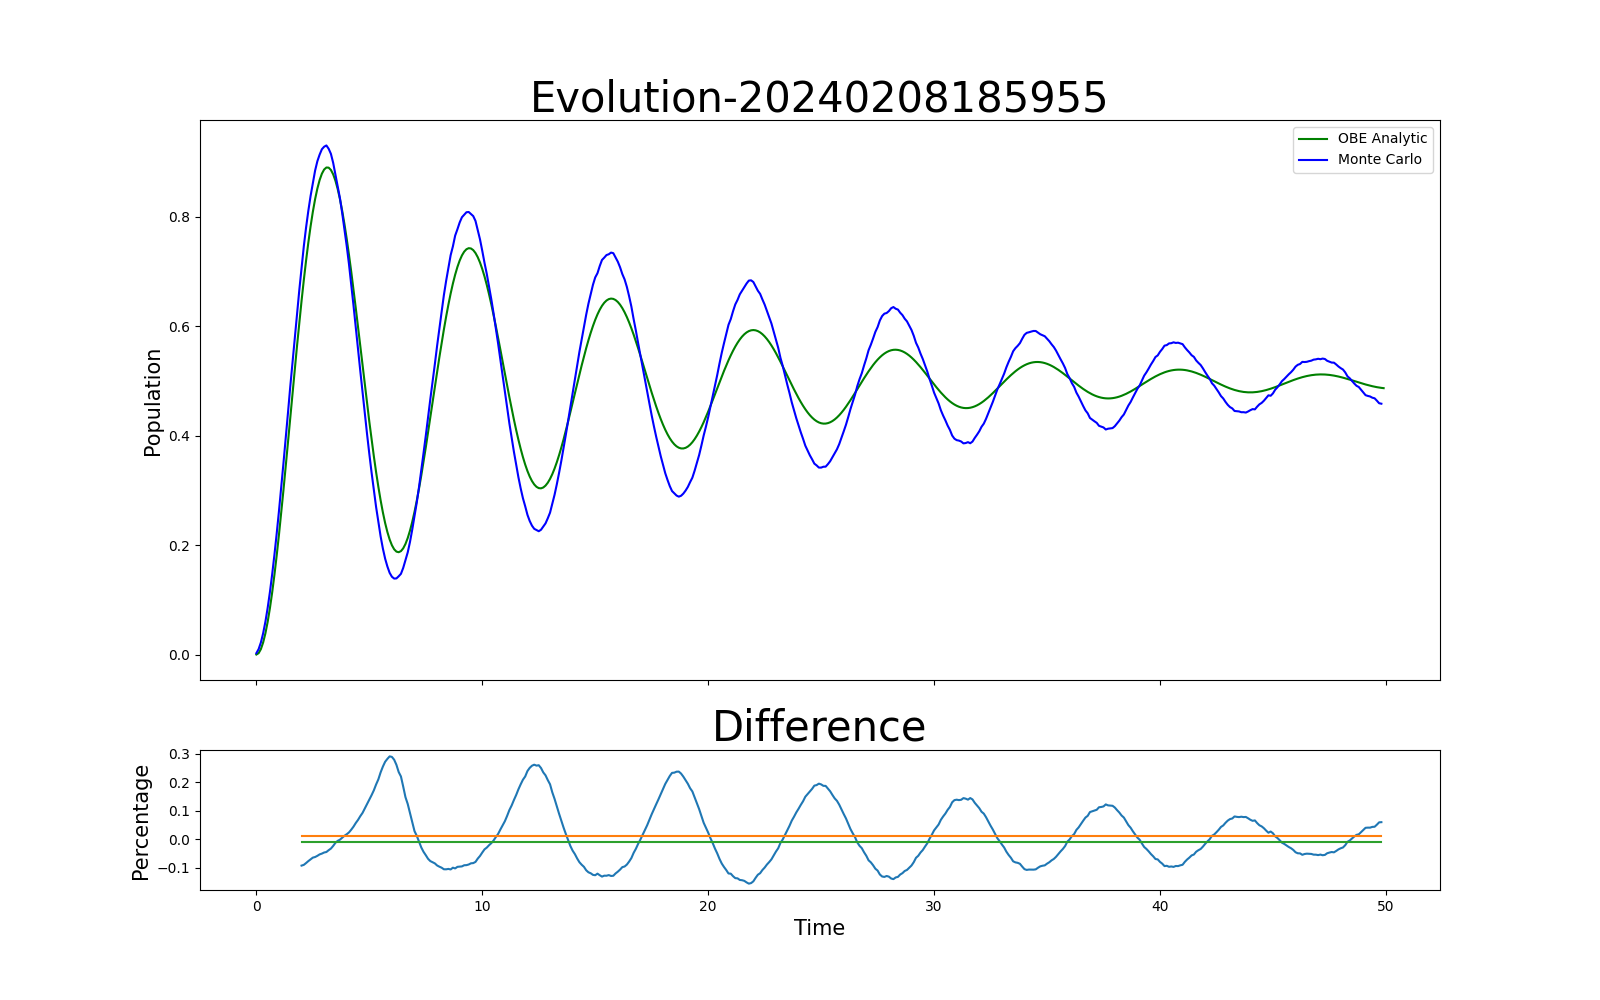 Evolution-20240208185955
OBE Analytic
Monte Carlo
Population
0.8
0.6
0.4
0.2
0.0
Difference
Percentage
0.3
0.2
0.1
0.0
−0.1
0 10 20 30 40 50
Time